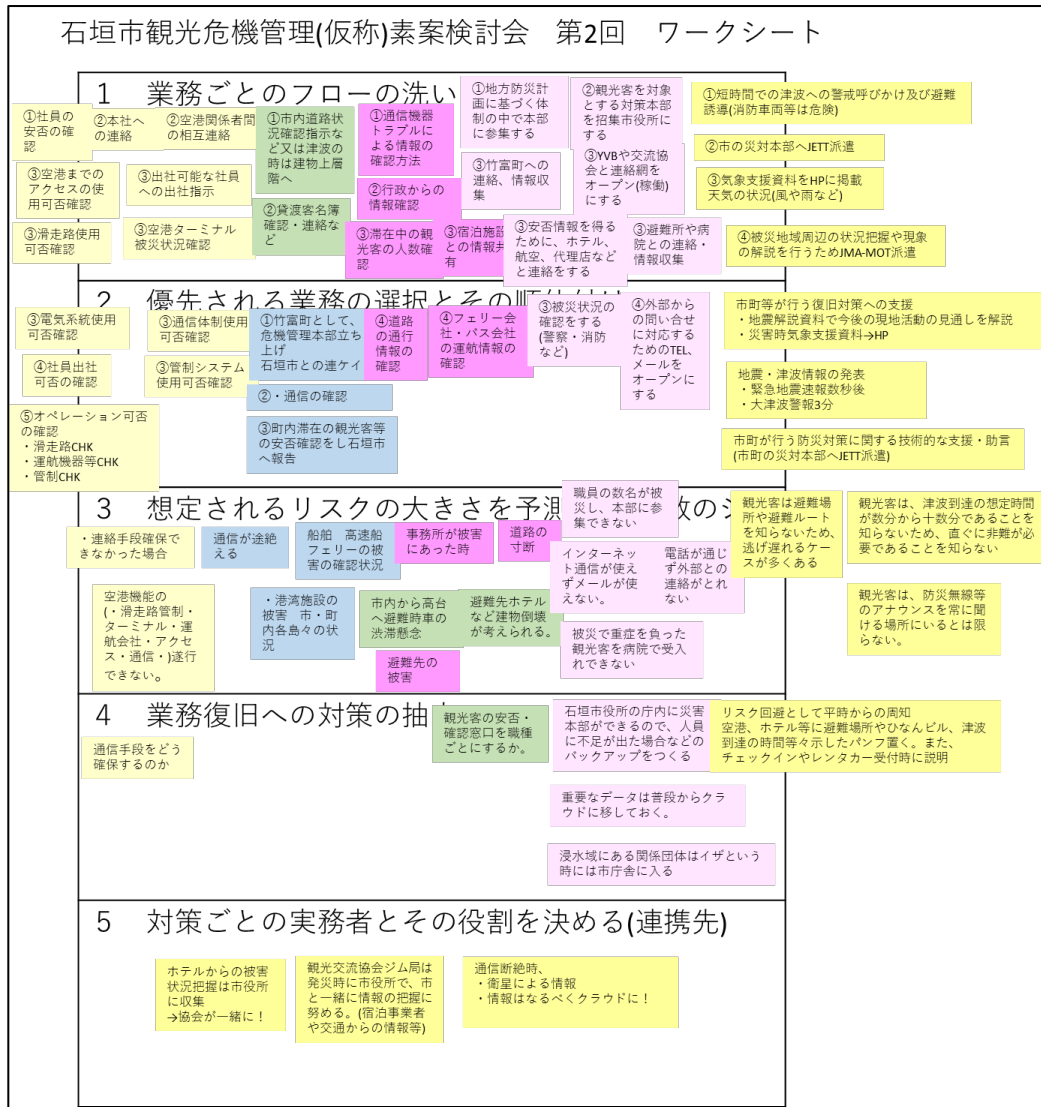 石垣市観光危機管理(仮称)素案検討会　第2回　ワークシート
1　業務ごとのフローの洗い
①社員の
安否の確
認
②本社へ
の連絡
②空港関係者間
の相互連絡
③空港までの
アクセスの使
用可否確認
③出社可能な社員
への出社指示
③滑走路使用
可否確認
③空港ターミナル
被災状況確認
①市内道路状
況確認指示な
ど又は津波の
時は建物上層
階へ
②貸渡客名簿
確認・連絡な
ど
①通信機器
トラブルに
よる情報の
確認方法
②行政からの
情報確認
③滞在中の観
光客の人数確
認
③宿泊施設
との情報共
有
①地方防災計
画に基づく体
制の中で本部
に参集する
③竹富町への
連絡、情報収
集
②観光客を対象
とする対策本部
を招集市役所に
する
③YVBや交流協
会と連絡網を
オープン(稼働)
にする
③安否情報を得る
ために、ホテル、
航空、代理店など
と連絡をする
③避難所や病
院との連絡・
情報収集
①短時間での津波への警戒呼びかけ及び避難
誘導(消防車両等は危険)
②市の災対本部へJETT派遣
③気象支援資料をHPに掲載
天気の状況(風や雨など)
④被災地域周辺の状況把握や現象
の解説を行うためJMA-MOT派遣
2　優先される業務の選択とその順位付け
③電気系統使用
可否確認
③通信体制使用
可否確認
④社員出社
可否の確認
③管制システム
使用可否確認
⑤オペレーション可否
の確認
・滑走路CHK
・運航機器等CHK
・管制CHK
①竹富町として、
危機管理本部立ち
上げ
石垣市との連ケイ
②・通信の確認
③町内滞在の観光客等
の安否確認をし石垣市
へ報告
④道路の
通行
情報の
確認
④フェリー会
社・バス会社
の運航情報の
確認
③被災状況の
確認をする
(警察・消防
など)
④外部から
の問い合せ
に対応する
ためのTEL、
メールを
オープンに
する
市町等が行う復旧対策への支援
・地震解説資料で今後の現地活動の見通しを解説
・災害時気象支援資料→HP
地震・津波情報の発表
・緊急地震速報数秒後
・大津波警報3分
市町が行う防災対策に関する技術的な支援・助言
(市町の災対本部へJETT派遣)
3　想定されるリスクの大きさを予測
数のシ
・連絡手段確保で
きなかった場合
通信が途絶
える
船舶　高速船
フェリーの被
害の確認状況
事務所が被害
にあった時
道路の
寸断
職員の数名が被
災し、本部に参
集できない
インターネッ
ト通信が使え
ずメールが使
えない。
電話が通じ
ず外部との
連絡がとれ
ない
空港機能の
(・滑走路管制・
ターミナル・運
航会社・アクセ
ス・通信・)遂行
できない。
・港湾施設の
被害　市・町
内各島々の状
況
市内から高台
へ避難時車の
渋滞懸念
避難先ホテル
など建物倒壊
が考えられる。
避難先の
被害
被災で重症を負った
観光客を病院で受入
れできない
観光客は避難場
所や避難ルート
を知らないため、
逃げ遅れるケー
スが多くある
観光客は、津波到達の想定時間
が数分から十数分であることを
知らないため、直ぐに非難が必
要であることを知らない
観光客は、防災無線等
のアナウンスを常に聞
ける場所にいるとは限
らない。
4　業務復旧への対策の抽
通信手段をどう
確保するのか
観光客の安否・
確認窓口を職種
ごとにするか。
石垣市役所の庁内に災害
本部ができるので、人員
に不足が出た場合などの
バックアップをつくる
重要なデータは普段からクラ
ウドに移しておく。
浸水域にある関係団体はイザという
時には市庁舎に入る
リスク回避として平時からの周知
空港、ホテル等に避難場所やひなんビル、津波
到達の時間等々示したパンフ置く。また、
チェックインやレンタカー受付時に説明
5　対策ごとの実務者とその役割を決める(連携先)
ホテルからの被害
状況把握は市役所
に収集
→協会が一緒に！
観光交流協会ジム局は
発災時に市役所で、市
と一緒に情報の把握に
努める。(宿泊事業者
や交通からの情報等)
通信断絶時、
・衛星による情報
・情報はなるべくクラウドに！